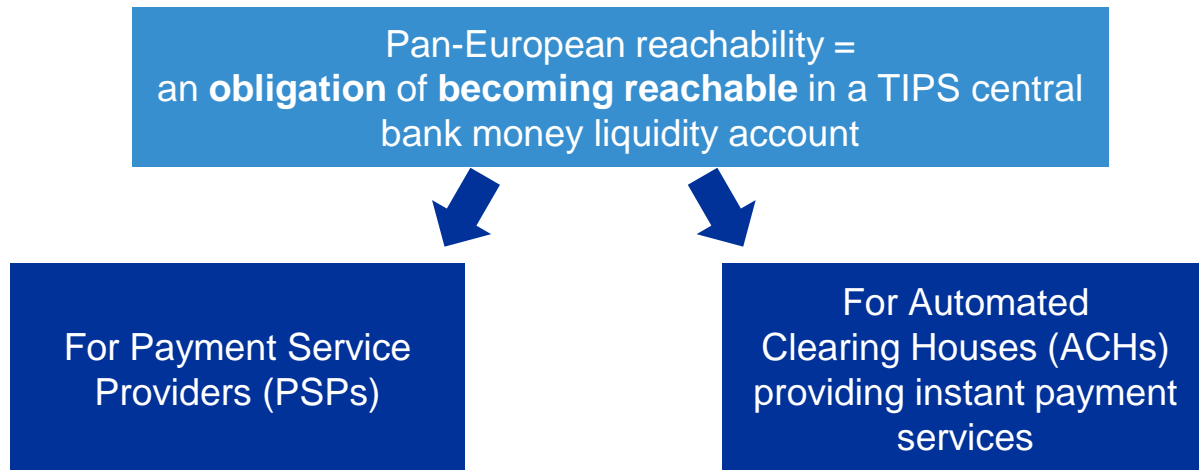 Pan-European reachability =
an obligation of becoming reachable in a TIPS central
bank money liquidity account
For Payment Service
Providers (PSPs)
For Automated
Clearing Houses (ACHs)
providing instant payment
services